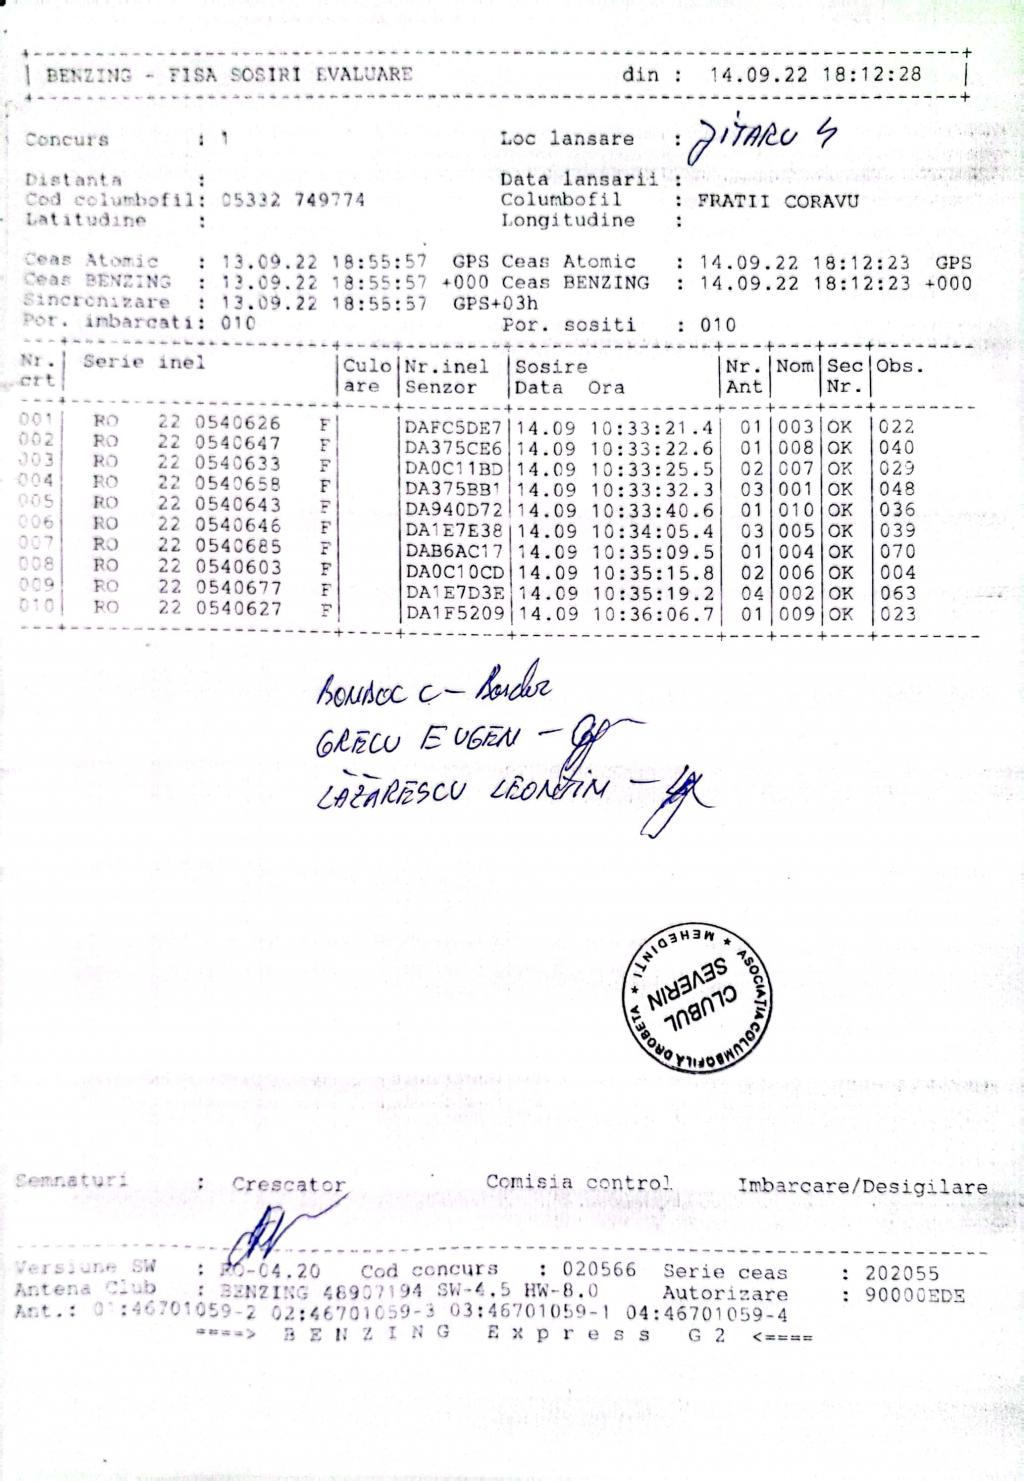 BENZING - FISA SOSIRI EVALUARE din : 14.09.22 18:12:28
Concurs : 1 Loc lansare : JITARU 4
Distanta : Data lansarii :
Cod columbofil: 05332 749774 Columbofil : FRATII CORAVU
Latitudine : Longitudine :
Ceas Atomic : 13.09.22 18:55:57 GPS Ceas Atomic : 14.09.22 18:12:23 GPS
Ceas BENZING : 13.09.22 18:55:57 +000 Ceas BENZING : 14.09.22 18:12:23 +000
Sincronizare : 13.09.22 18:55:57 GPS+03h
Por. imbarcati: 010 Por. sositi : 010
Nr. Serie inel Culo Nr.inel Sosire Nr. Nom Sec Obs.
crt are Senzor Data Ora Ant Nr.
001 RO 22 0540626 F DAFC5DE7 14.09 10:33:21.4 01 003 OK 022
002 RO 22 0540647 F DA375CE6 14.09 10:33:22.6 01 008 OK 040
003 RO 22 0540633 F DA0C11BD 14.09 10:33:25.5 02 007 OK 029
004 RO 22 0540658 F DA375BB1 14.09 10:33:32.3 03 001 OK 048
005 RO 22 0540643 F DA940D72 14.09 10:33:40.6 01 010 OK 036
006 RO 22 0540646 F DA1E7E38 14.09 10:34:05.4 03 005 OK 039
007 RO 22 0540685 F DAB6AC17 14.09 10:35:09.5 01 004 OK 070
008 RO 22 0540603 F DA0C10CD 14.09 10:35:15.8 02 006 OK 004
009 RO 22 0540677 F DA1E7D3E 14.09 10:35:19.2 04 002 OK 063
010 RO 22 0540627 F DA1F5209 14.09 10:36:06.7 01 009 OK 023
BONDOC C -
GRECU EUGEN -
LĂZĂRESCU LEONTIN -
ASOCIAȚIA COLUMBOFILĂ DROBETA * MEHEDINTI *
CLUBUL
SEVERIN
Semnaturi : Crescator Comisia control Imbarcare/Desigilare
Versiune SW : RO-04.20 Cod concurs : 020566 Serie ceas : 202055
Antena Club : BENZING 48907194 SW-4.5 HW-8.0 Autorizare : 90000EDE
Ant.: 01:46701059-2 02:46701059-3 03:46701059-1 04:46701059-4
====> B E N Z I N G E x p r e s s G 2 <====